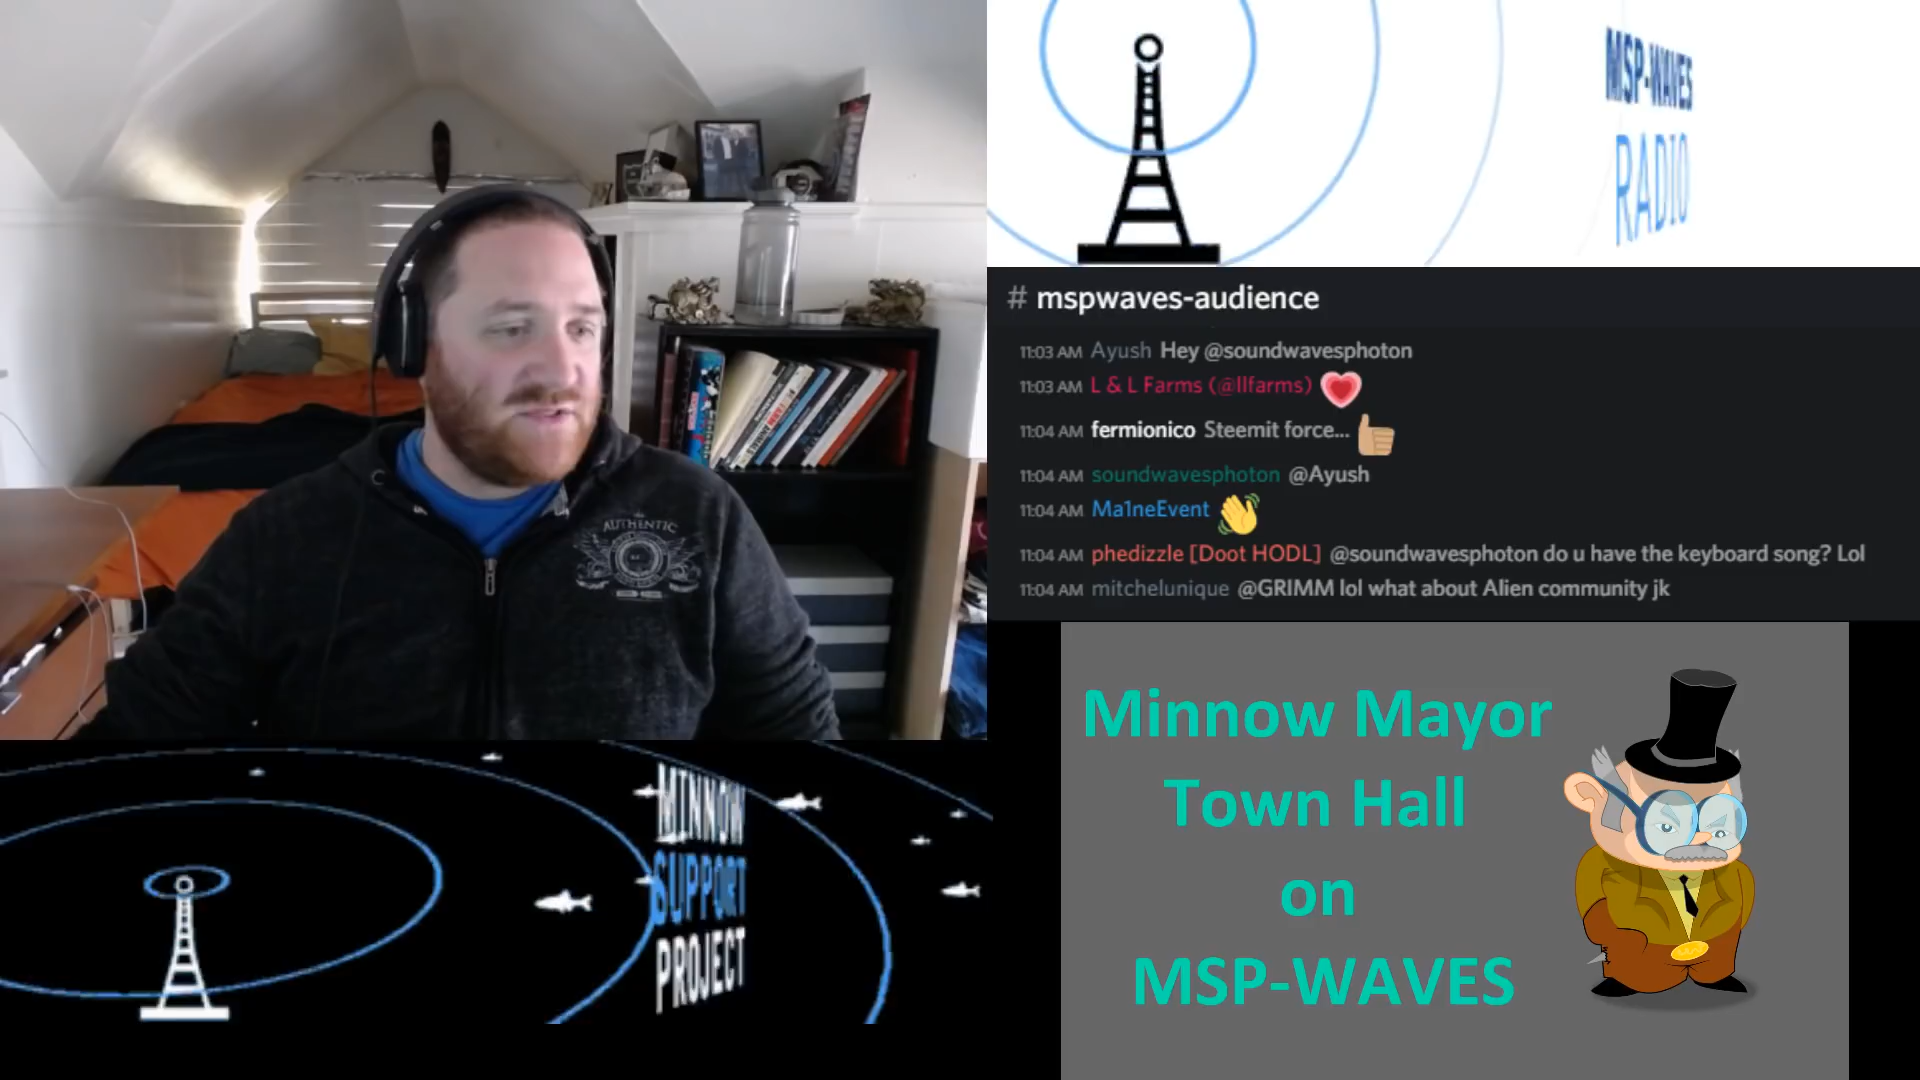 AUTHENTIC
MSP-WAVES
RADIO
# mspwaves-audience
11:03 AM Ayush Hey @soundwavesphoton
11:03 AM L & L Farms (@llfarms)
11:04 AM fermionico Steemit force...
11:04 AM soundwavesphoton @Ayush
11:04 AM Ma1neEvent
11:04 AM phedizzle [Doot HODL] @soundwavesphoton do u have the keyboard song? Lol
11:04 AM mitchelunique @GRIMM lol what about Alien community jk
MINNOW
SUPPORT
PROJECT
Minnow Mayor
Town Hall
on
MSP-WAVES